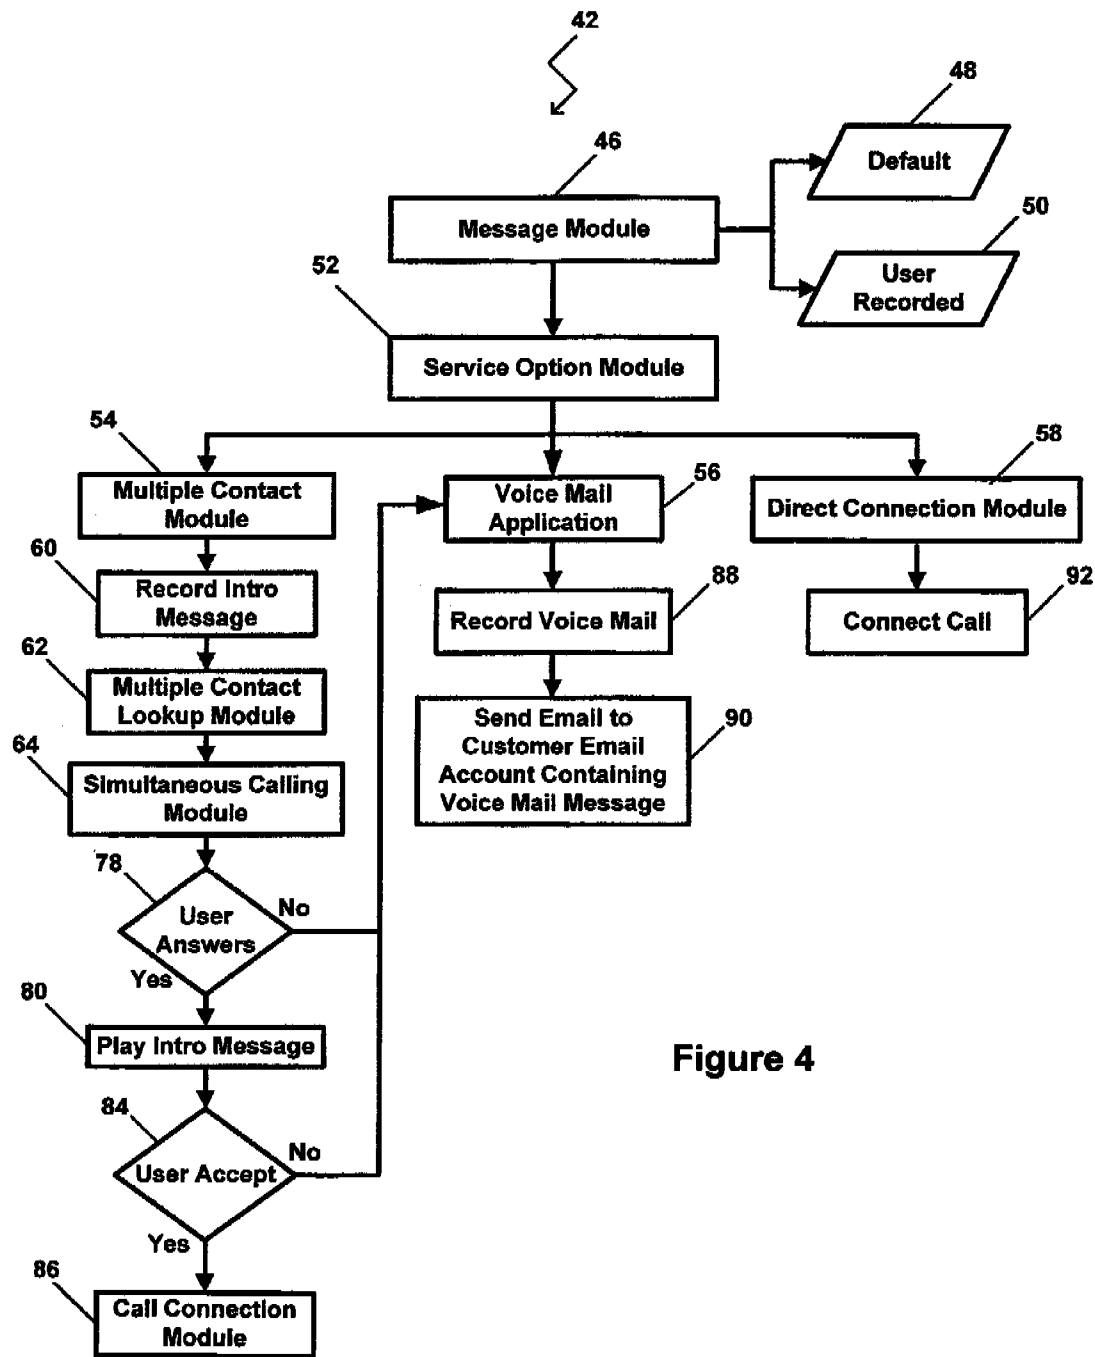 42
48
Default
46
Message Module
50
User
Recorded
52
Service Option Module
54
Multiple Contact
Module
56
Voice Mail
Application
58
Direct Connection Module
60
Record Intro
Message
88
Record Voice Mail
92
Connect Call
62
Multiple Contact
Lookup Module
90
Send Email to
Customer Email
Account Containing
Voice Mail Message
64
Simultaneous Calling
Module
78
User
Answers
No
Yes
80
Play Intro Message
Figure 4
84
User Accept
No
Yes
86
Call Connection
Module